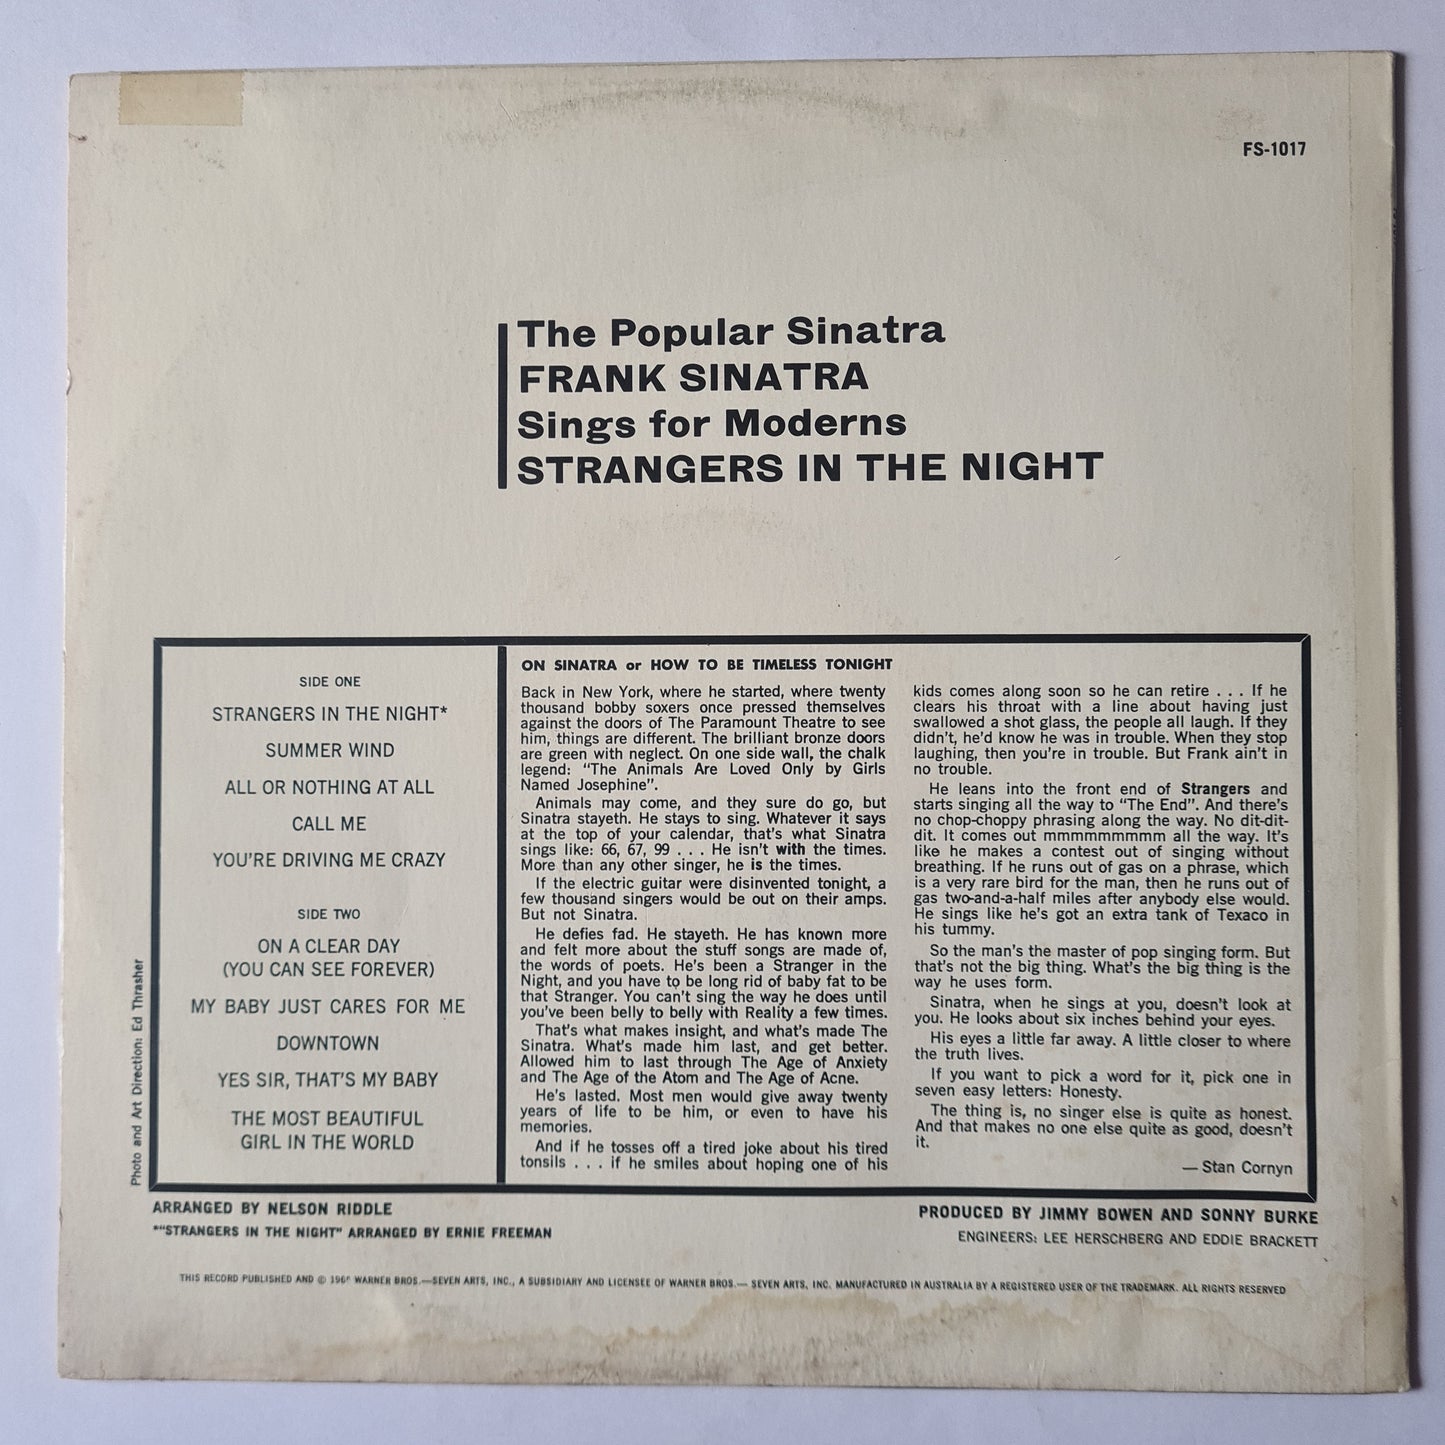 FS-1017
The Popular Sinatra
FRANK SINATRA
Sings for Moderns
STRANGERS IN THE NIGHT
SIDE ONE
STRANGERS IN THE NIGHT*
SUMMER WIND
ALL OR NOTHING AT ALL
CALL ME
YOU'RE DRIVING ME CRAZY
SIDE TWO
ON A CLEAR DAY
(YOU CAN SEE FOREVER)
MY BABY JUST CARES FOR ME
DOWNTOWN
YES SIR, THAT'S MY BABY
THE MOST BEAUTIFUL
GIRL IN THE WORLD
ON SINATRA or HOW TO BE TIMELESS TONIGHT
Back in New York, where he started, where twenty
thousand bobby soxers once pressed themselves
against the doors of The Paramount Theatre to see
him, things are different. The brilliant bronze doors
are green with neglect. On one side wall, the chalk
legend: "The Animals Are Loved Only by Girls
Named Josephine".
Animals may come, and they sure do go, but
Sinatra stayeth. He stays to sing. Whatever it says
at the top of your calendar, that's what Sinatra
sings like: 66, 67, 99 . . . He isn't with the times.
More than any other singer, he is the times.
If the electric guitar were disinvented tonight, a
few thousand singers would be out on their amps.
But not Sinatra.
He defies fad. He stayeth. He has known more
and felt more about the stuff songs are made of,
the words of poets. He's been a Stranger in the
Night, and you have to be long rid of baby fat to be
that Stranger. You can't sing the way he does until
you've been belly to belly with Reality a few times.
That's what makes insight, and what's made The
Sinatra. What's made him last, and get better.
Allowed him to last through The Age of Anxiety
and The Age of the Atom and The Age of Acne.
He's lasted. Most men would give away twenty
years of life to be him, or even to have his
memories.
And if he tosses off a tired joke about his tired
tonsils . . . if he smiles about hoping one of his
kids comes along soon so he can retire . . . If he
clears his throat with a line about having just
swallowed a shot glass, the people all laugh. If they
didn't, he'd know he was in trouble. When they stop
laughing, then you're in trouble. But Frank ain't in
no trouble.
He leans into the front end of Strangers and
starts singing all the way to "The End". And there's
no chop-choppy phrasing along the way. No dit-dit-
dit. It comes out mmmmmmmmm all the way. It's
like he makes a contest out of singing without
breathing. If he runs out of gas on a phrase, which
is a very rare bird for the man, then he runs out of
gas two-and-a-half miles after anybody else would.
He sings like he's got an extra tank of Texaco in
his tummy.
So the man's the master of pop singing form. But
that's not the big thing. What's the big thing is the
way he uses form.
Sinatra, when he sings at you, doesn't look at
you. He looks about six inches behind your eyes.
His eyes a little far away. A little closer to where
the truth lives.
If you want to pick a word for it, pick one in
seven easy letters: Honesty.
The thing is, no singer else is quite as honest.
And that makes no one else quite as good, doesn't
it.
— Stan Cornyn
Photo and Art Direction: Ed Thrasher
ARRANGED BY NELSON RIDDLE
*"STRANGERS IN THE NIGHT" ARRANGED BY ERNIE FREEMAN
PRODUCED BY JIMMY BOWEN AND SONNY BURKE
ENGINEERS: LEE HERSCHBERG AND EDDIE BRACKETT
THIS RECORD PUBLISHED AND © WARNER BROS.—SEVEN ARTS, INC., A SUBSIDIARY AND LICENSEE OF WARNER BROS.— SEVEN ARTS, INC. MANUFACTURED IN AUSTRALIA BY A REGISTERED USER OF THE TRADEMARK. ALL RIGHTS RESERVED